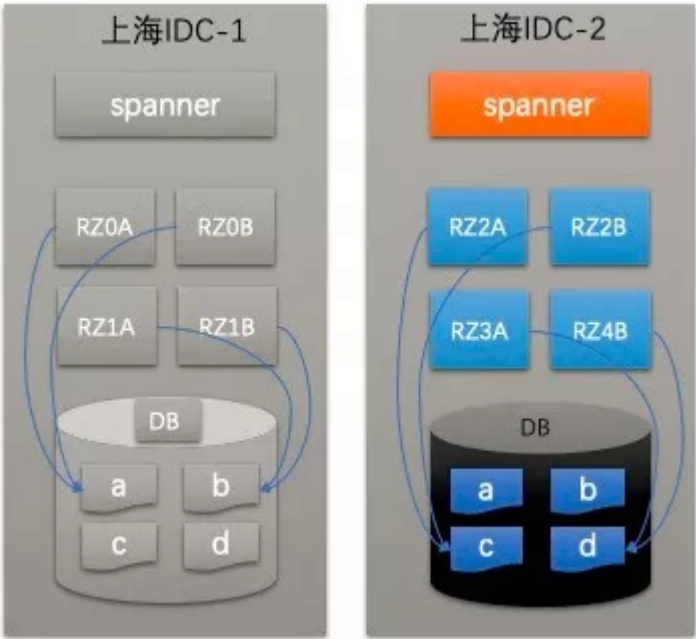 上海IDC-1
spanner
RZ0A
RZ0B
RZ1A
RZ1B
DB
a
b
c
d
上海IDC-2
spanner
RZ2A
RZ2B
RZ3A
RZ4B
DB
a
b
c
d